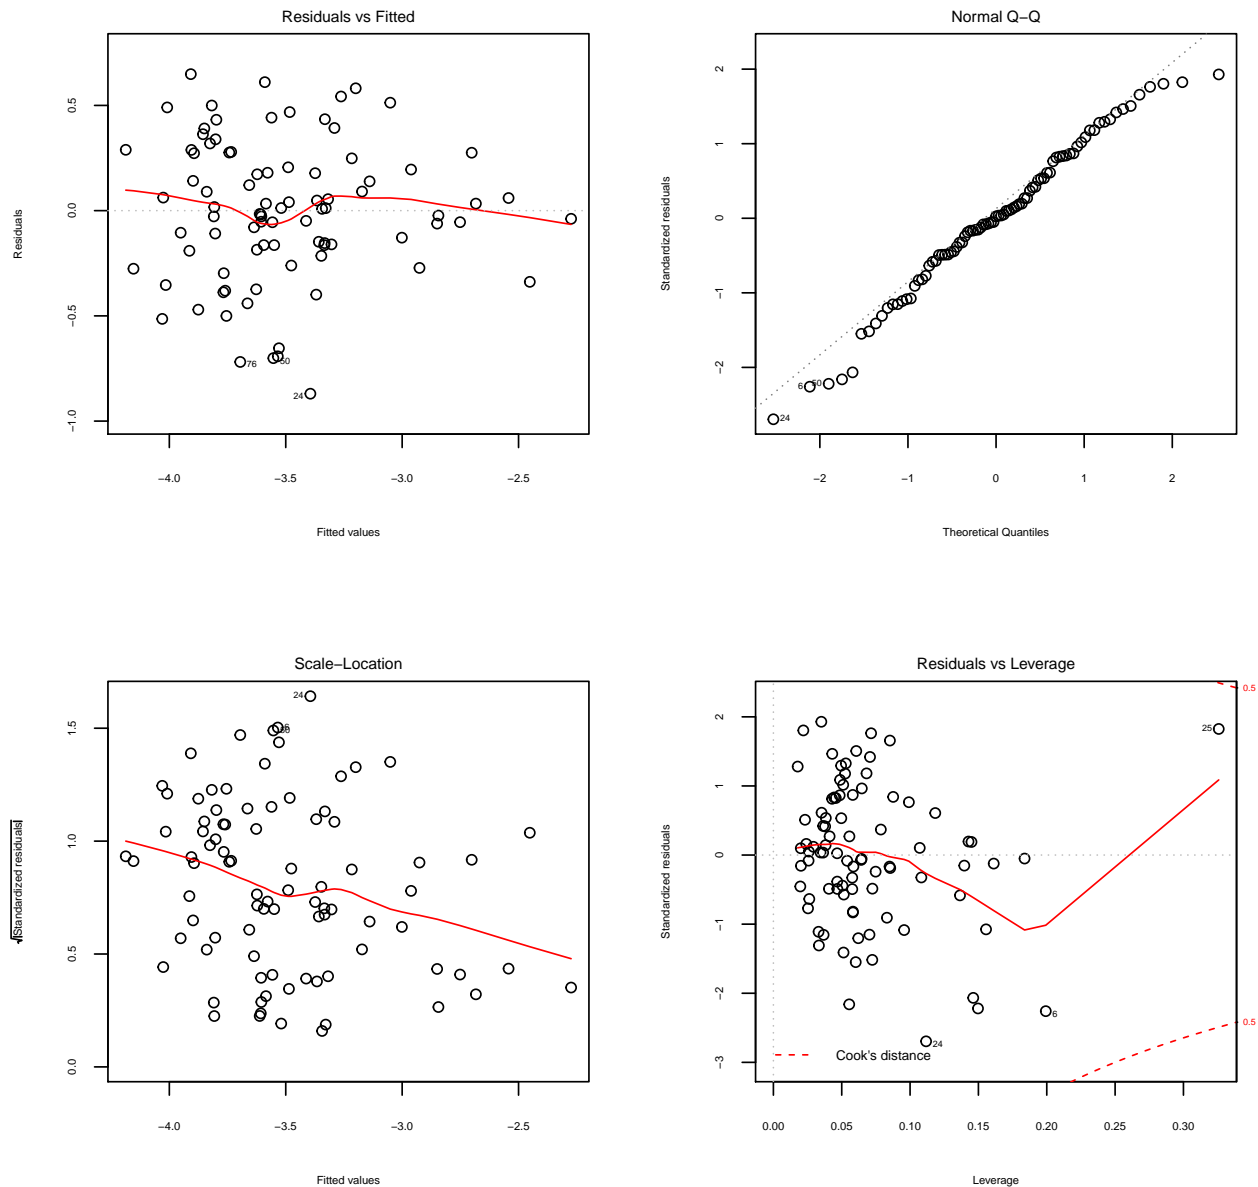 Residuals vs Fitted
Residuals
0.5
0.0
−0.5
−1.0
76
50
24
−4.0 −3.5 −3.0 −2.5
Fitted values
Normal Q−Q
Standardized residuals
2
1
0
−1
−2
6
50
24
−2 −1 0 1 2
Theoretical Quantiles
Scale−Location
√|Standardized residuals|
1.5
1.0
0.5
0.0
24
6
50
−4.0 −3.5 −3.0 −2.5
Fitted values
Residuals vs Leverage
Standardized residuals
2
1
0
−1
−2
−3
0.5
25
6
0.5
24
Cook's distance
0.00 0.05 0.10 0.15 0.20 0.25 0.30
Leverage